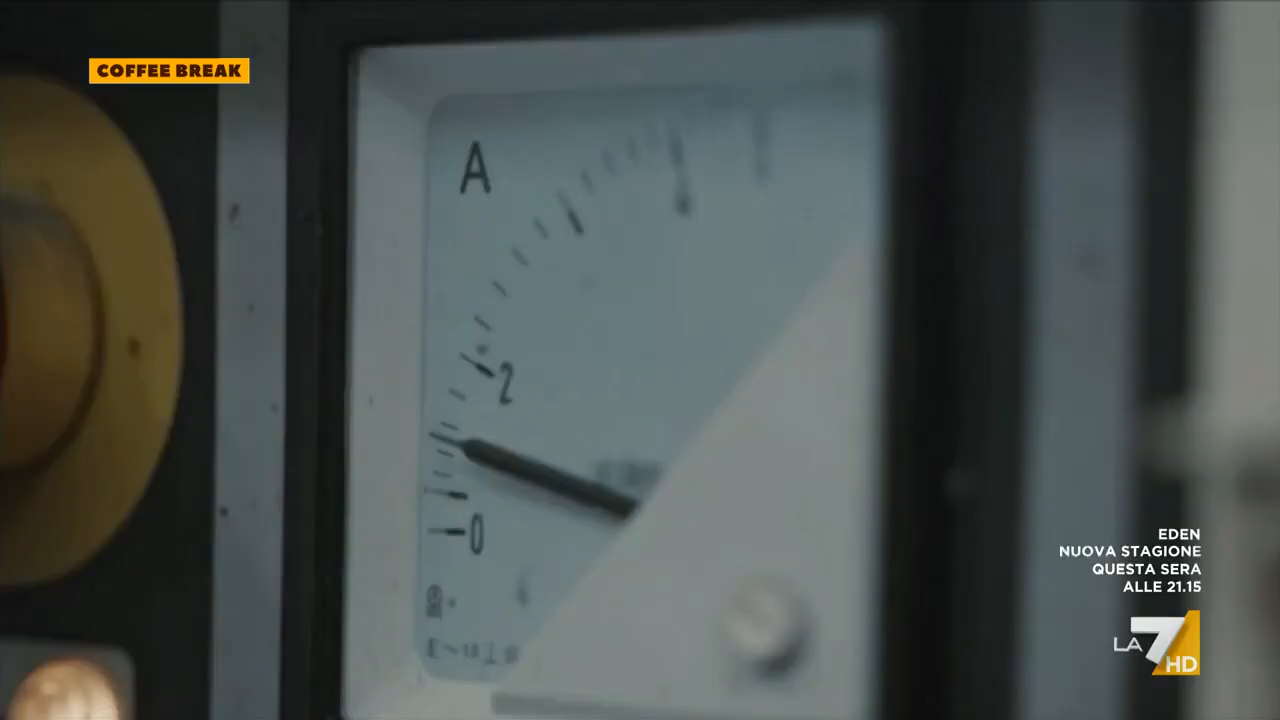 COFFEE BREAK
A
2
0
EDEN
NUOVA STAGIONE
QUESTA SERA
ALLE 21.15
LA7
HD